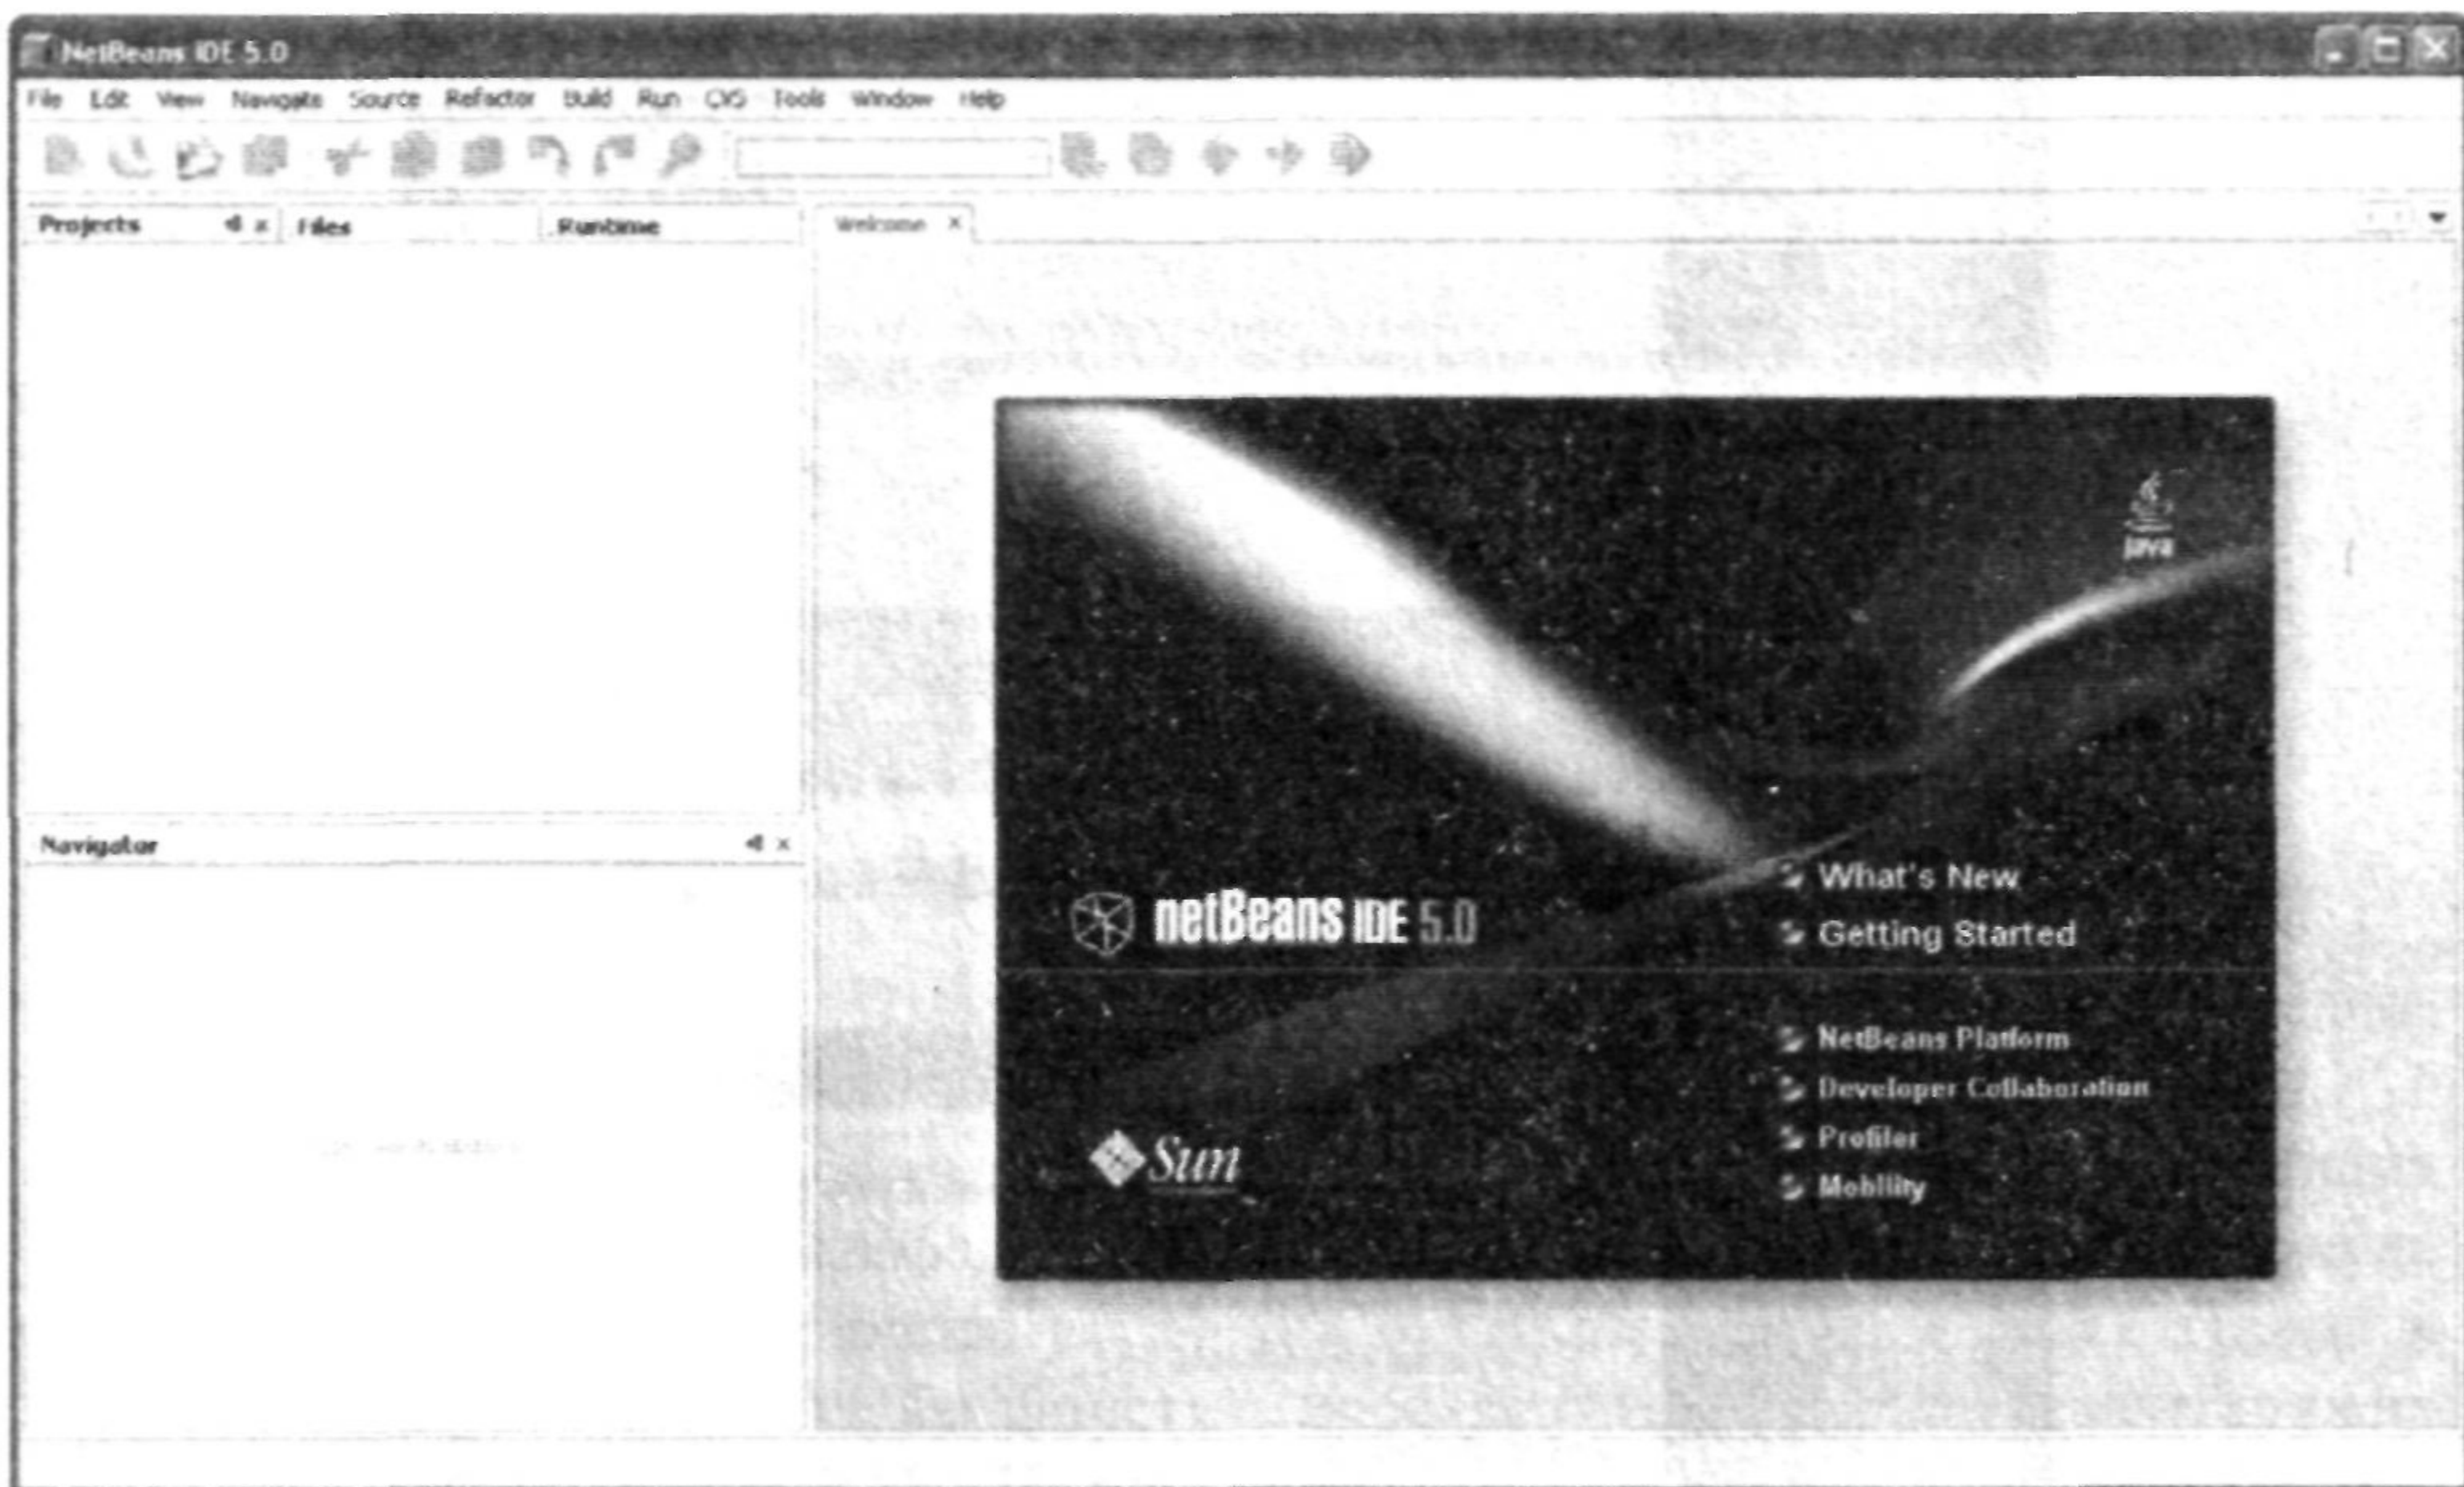 NetBeans IDE 5.0
File Edit View Navigate Source Refactor Build Run CVS Tools Window Help
Projects Files Runtime Welcome
Java
Navigator
What's New
netBeans IDE 5.0
Getting Started
NetBeans Platform
Developer Collaboration
Profiler
Sun
Mobility